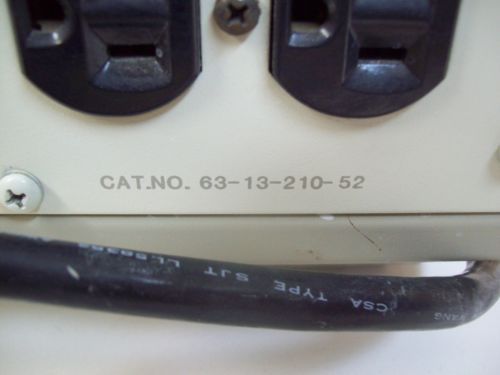 CAT.NO. 63-13-210-52
CSA TYPE SJT